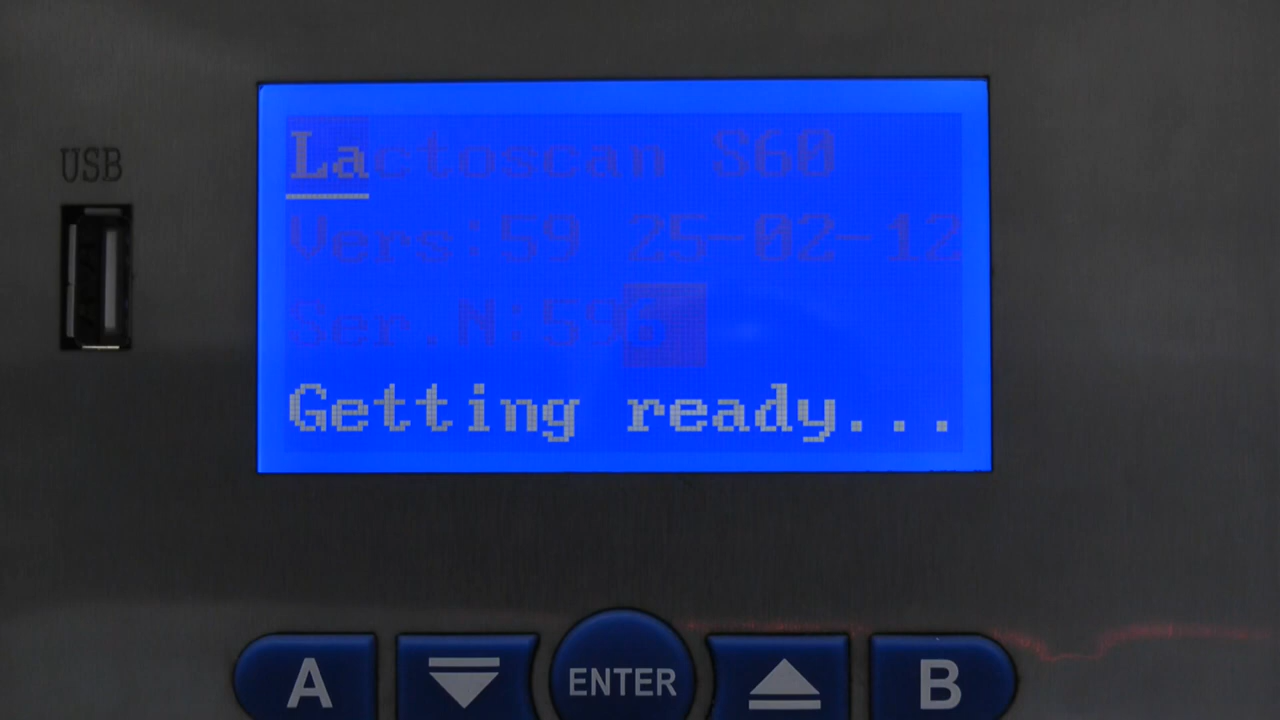 USB
Lactoscan S60
Vers:59 25-02-12
Ser.N:596
Getting ready...
A
ENTER
B